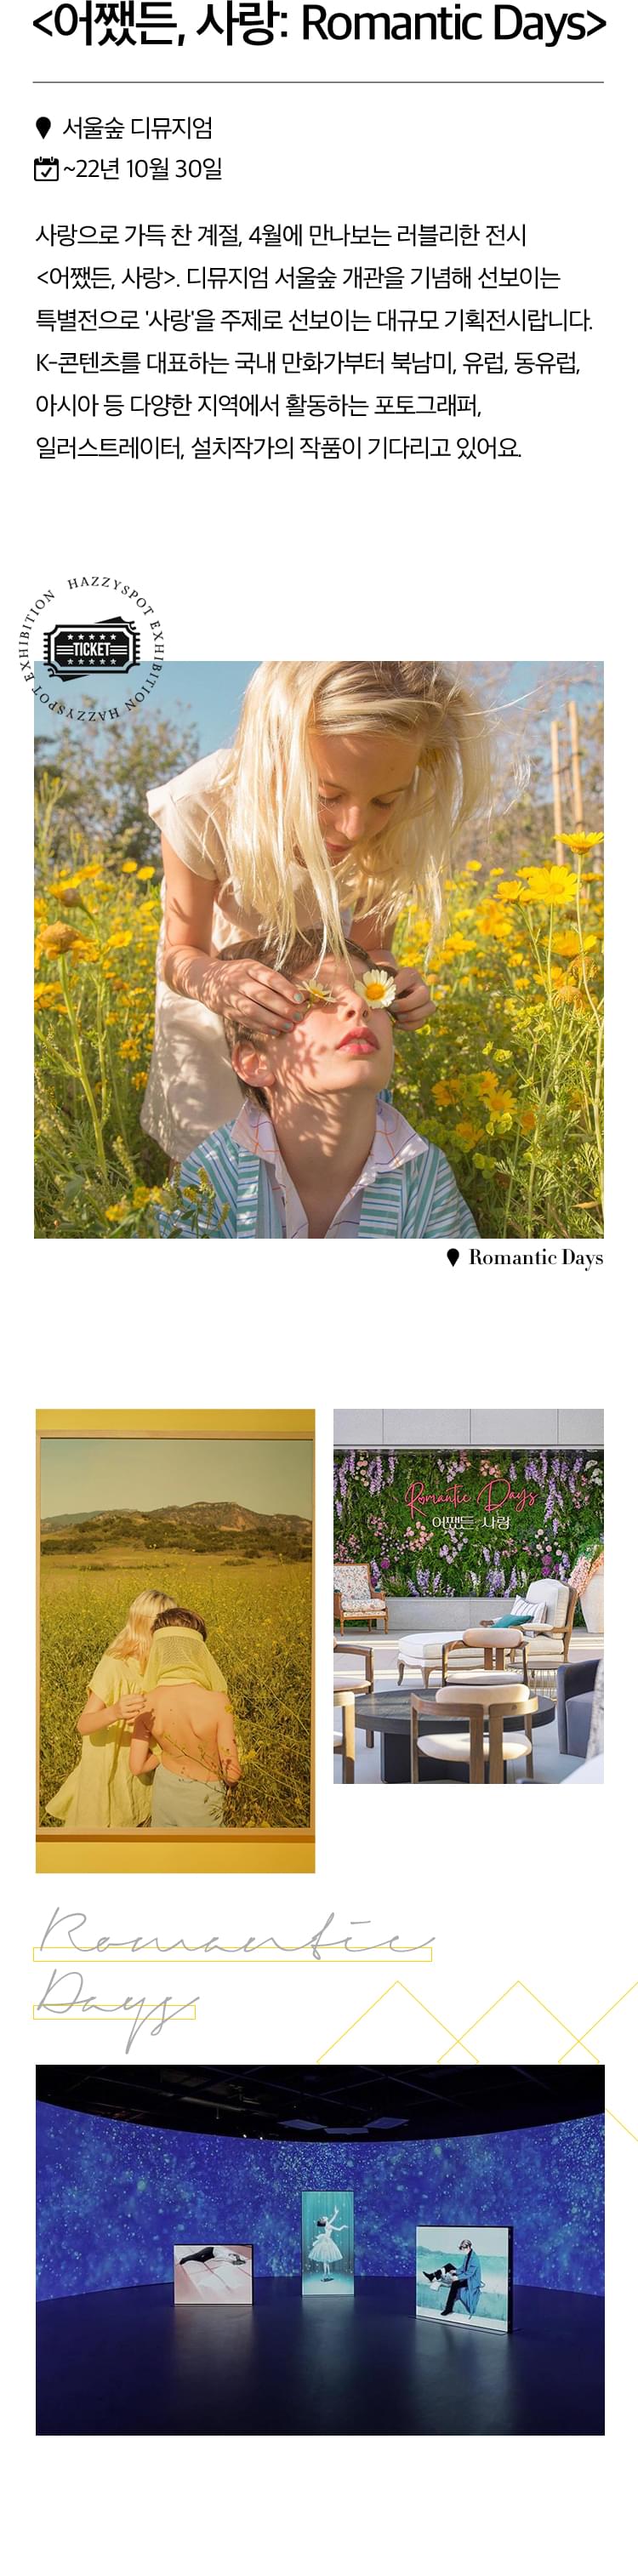 <어쨌든, 사랑: Romantic Days>
서울숲 디뮤지엄
~22년 10월 30일
사랑으로 가득 찬 계절, 4월에 만나보는 러블리한 전시
<어쨌든, 사랑>. 디뮤지엄 서울숲 개관을 기념해 선보이는
특별전으로 '사랑'을 주제로 선보이는 대규모 기획전시랍니다.
K-콘텐츠를 대표하는 국내 만화가부터 북남미, 유럽, 동유럽,
아시아 등 다양한 지역에서 활동하는 포토그래퍼,
일러스트레이터, 설치작가의 작품이 기다리고 있어요.
HAZZYSPOT EXHIBITION HAZZYSPOT EXHIBITION
TICKET
Romantic Days
Romantic Days
어쨌든 사랑
Romantic
Days